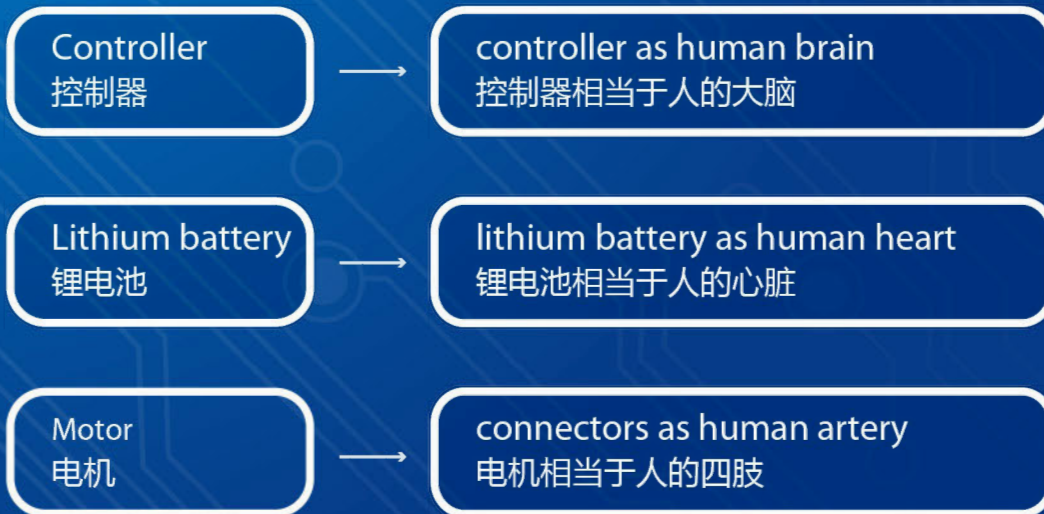 Controller
控制器
controller as human brain
控制器相当于人的大脑
Lithium battery
锂电池
lithium battery as human heart
锂电池相当于人的心脏
Motor
电机
connectors as human artery
电机相当于人的四肢